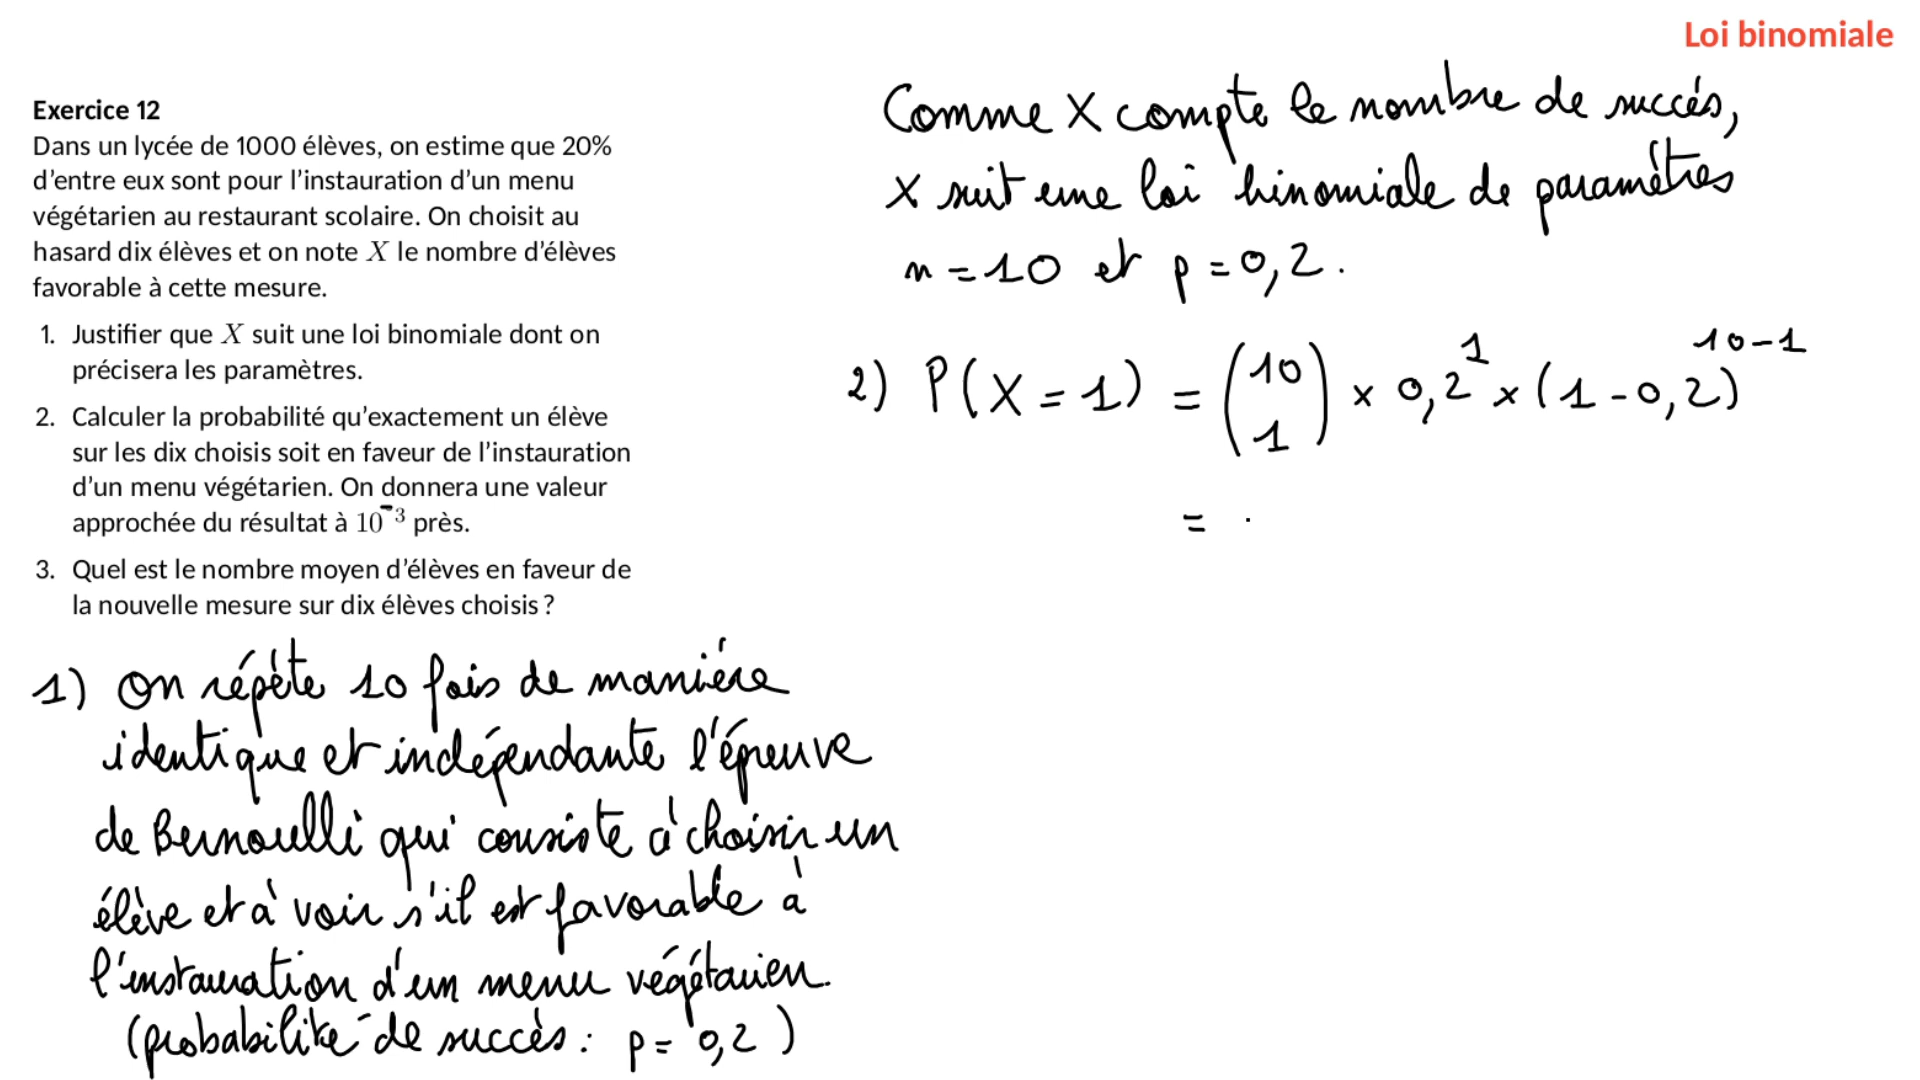 Loi binomiale
Exercice 12
Dans un lycée de 1000 élèves, on estime que 20%
d'entre eux sont pour l'instauration d'un menu
végétarien au restaurant scolaire. On choisit au
hasard dix élèves et on note X le nombre d'élèves
favorable à cette mesure.
1. Justifier que X suit une loi binomiale dont on
précisera les paramètres.
2. Calculer la probabilité qu'exactement un élève
sur les dix choisis soit en faveur de l'instauration
d'un menu végétarien. On donnera une valeur
approchée du résultat à 10⁻³ près.
3. Quel est le nombre moyen d'élèves en faveur de
la nouvelle mesure sur dix élèves choisis ?
1) On répète 10 fois de manière
identique et indépendante l'épreuve
de Bernoulli qui consiste à choisir un
élève et à voir s'il est favorable à
l'instauration d'un menu végétarien.
(probabilité de succès : p = 0,2)
Comme X compte le nombre de succès,
X suit une loi binomiale de paramètres
n = 10 et p = 0,2.
2) P(X = 1) = (10 1) × 0,2¹ × (1 - 0,2)¹⁰⁻¹
= .